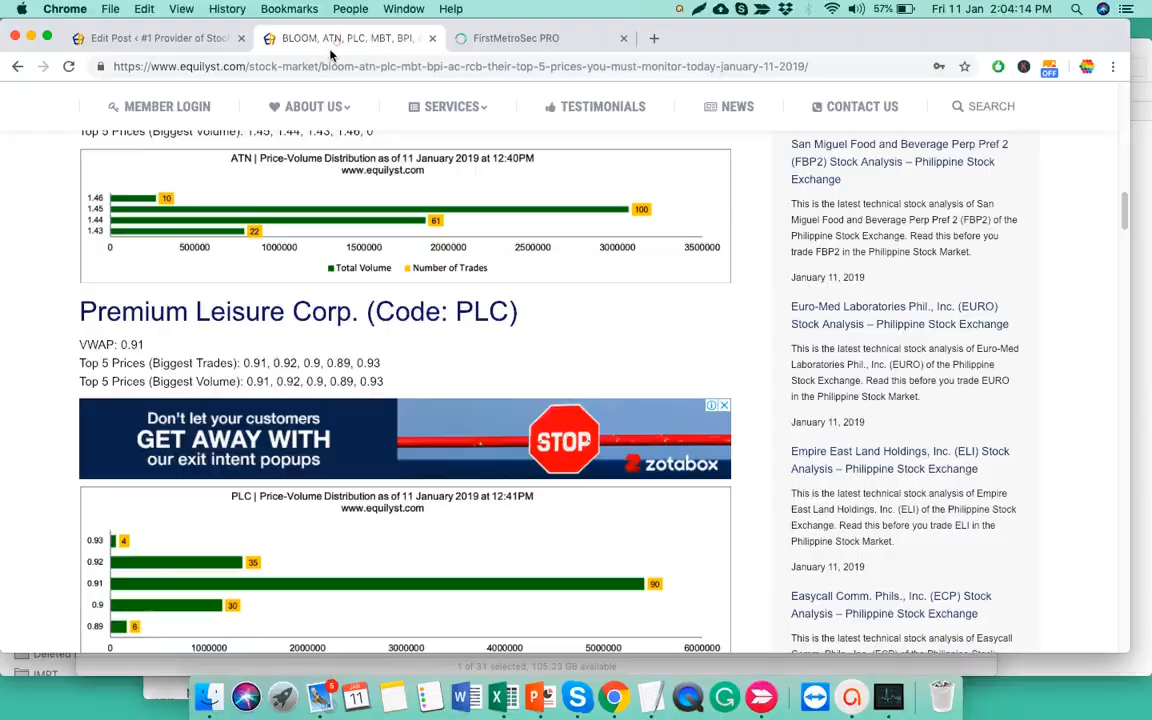 Chrome File Edit View History Bookmarks People Window Help 57% Fri 11 Jan 2:04:14 PM
Edit Post ‹ #1 Provider of Stoc
BLOOM, ATN, PLC, MBT, BPI, A
FirstMetroSec PRO
https://www.equilyst.com/stock-market/bloom-atn-plc-mbt-bpi-ac-rcb-their-top-5-prices-you-must-monitor-today-january-11-2019/
OFF
MEMBER LOGIN ABOUT US SERVICES TESTIMONIALS NEWS CONTACT US SEARCH
Top 5 Prices (Biggest Volume): 1.45, 1.44, 1.43, 1.46, 0
ATN | Price-Volume Distribution as of 11 January 2019 at 12:40PM
www.equilyst.com
1.46 10
1.45 100
1.44 61
1.43 22
0 500000 1000000 1500000 2000000 2500000 3000000 3500000
Total Volume Number of Trades
Premium Leisure Corp. (Code: PLC)
VWAP: 0.91
Top 5 Prices (Biggest Trades): 0.91, 0.92, 0.9, 0.89, 0.93
Top 5 Prices (Biggest Volume): 0.91, 0.92, 0.9, 0.89, 0.93
Don't let your customers
GET AWAY WITH
our exit intent popups
STOP
zotabox
PLC | Price-Volume Distribution as of 11 January 2019 at 12:41PM
www.equilyst.com
0.93 4
0.92 35
0.91 90
0.9 30
0.89 6
0 1000000 2000000 3000000 4000000 5000000 6000000
San Miguel Food and Beverage Perp Pref 2
(FBP2) Stock Analysis – Philippine Stock
Exchange
This is the latest technical stock analysis of San
Miguel Food and Beverage Perp Pref 2 (FBP2) of the
Philippine Stock Exchange. Read this before you
trade FBP2 in the Philippine Stock Market.
January 11, 2019
Euro-Med Laboratories Phil., Inc. (EURO)
Stock Analysis – Philippine Stock Exchange
This is the latest technical stock analysis of Euro-Med
Laboratories Phil., Inc. (EURO) of the Philippine Stock
Exchange. Read this before you trade EURO
in the Philippine Stock Market.
January 11, 2019
Empire East Land Holdings, Inc. (ELI) Stock
Analysis – Philippine Stock Exchange
This is the latest technical stock analysis of Empire
East Land Holdings, Inc. (ELI) of the Philippine Stock
Exchange. Read this before you trade ELI in the
Philippine Stock Market.
January 11, 2019
Easycall Comm. Phils., Inc. (ECP) Stock
Analysis – Philippine Stock Exchange
This is the latest technical stock analysis of Easycall
1 of 31 selected, 105.23 GB available
5
JAN
11